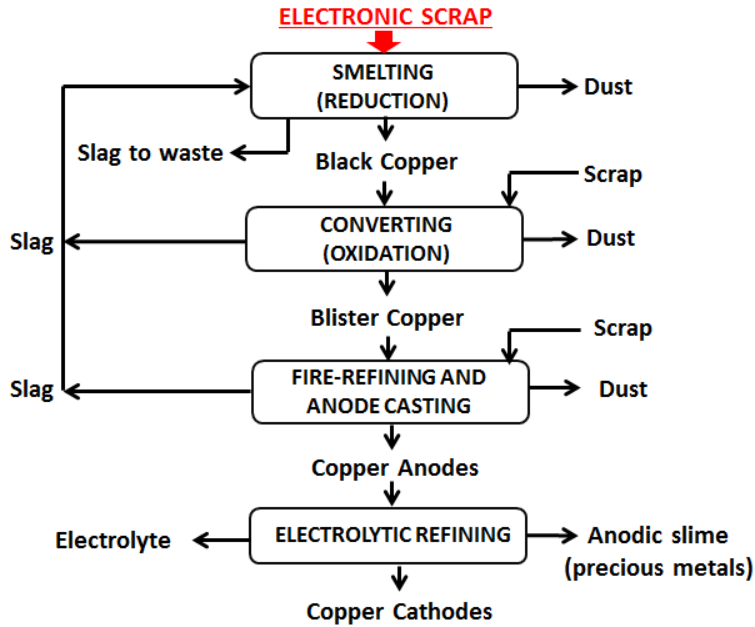 ELECTRONIC SCRAP
SMELTING
(REDUCTION)
Dust
Slag to waste
Black Copper
Scrap
Slag
CONVERTING
(OXIDATION)
Dust
Blister Copper
Scrap
Slag
FIRE-REFINING AND
ANODE CASTING
Dust
Copper Anodes
Electrolyte
ELECTROLYTIC REFINING
Anodic slime
(precious metals)
Copper Cathodes